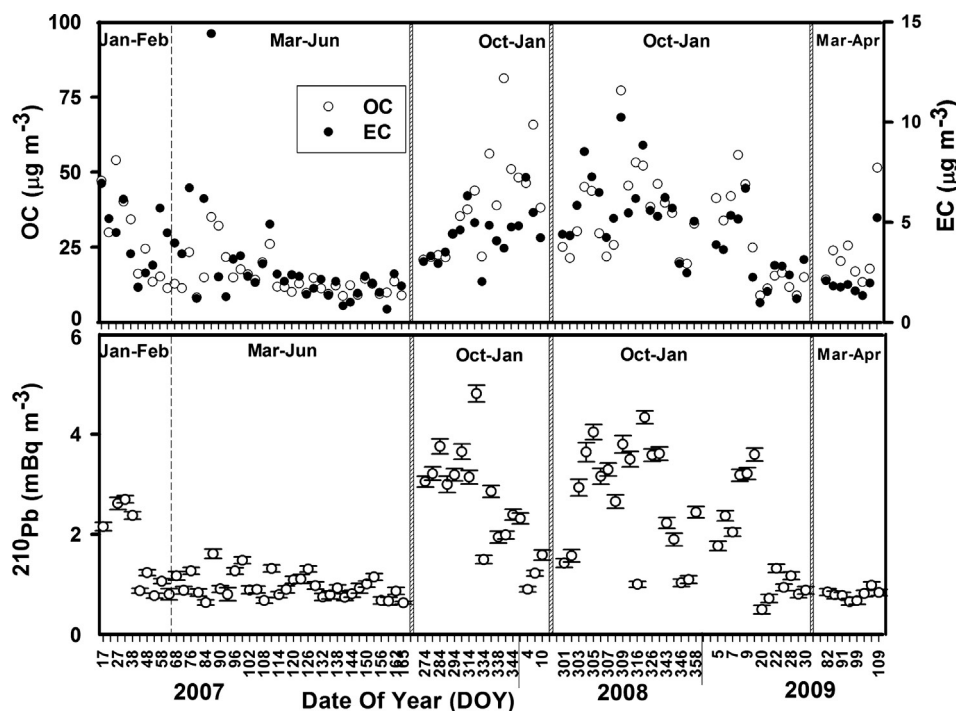 100
75
50
25
0
OC (μg m⁻³)
15
10
5
0
EC (μg m⁻³)
Jan-Feb Mar-Jun Oct-Jan Oct-Jan Mar-Apr
OC
EC
6
4
2
0
²¹⁰Pb (mBq m⁻³)
Jan-Feb Mar-Jun Oct-Jan Oct-Jan Mar-Apr
17 27 38 48 58 68 76 84 90 96 102 108 114 120 126 132 138 144 150 156 162 165 274 284 294 314 334 338 344 4 10 301 303 305 307 309 316 326 343 346 358 5 7 9 20 22 28 30 82 91 99 109
2007 Date Of Year (DOY) 2008 2009